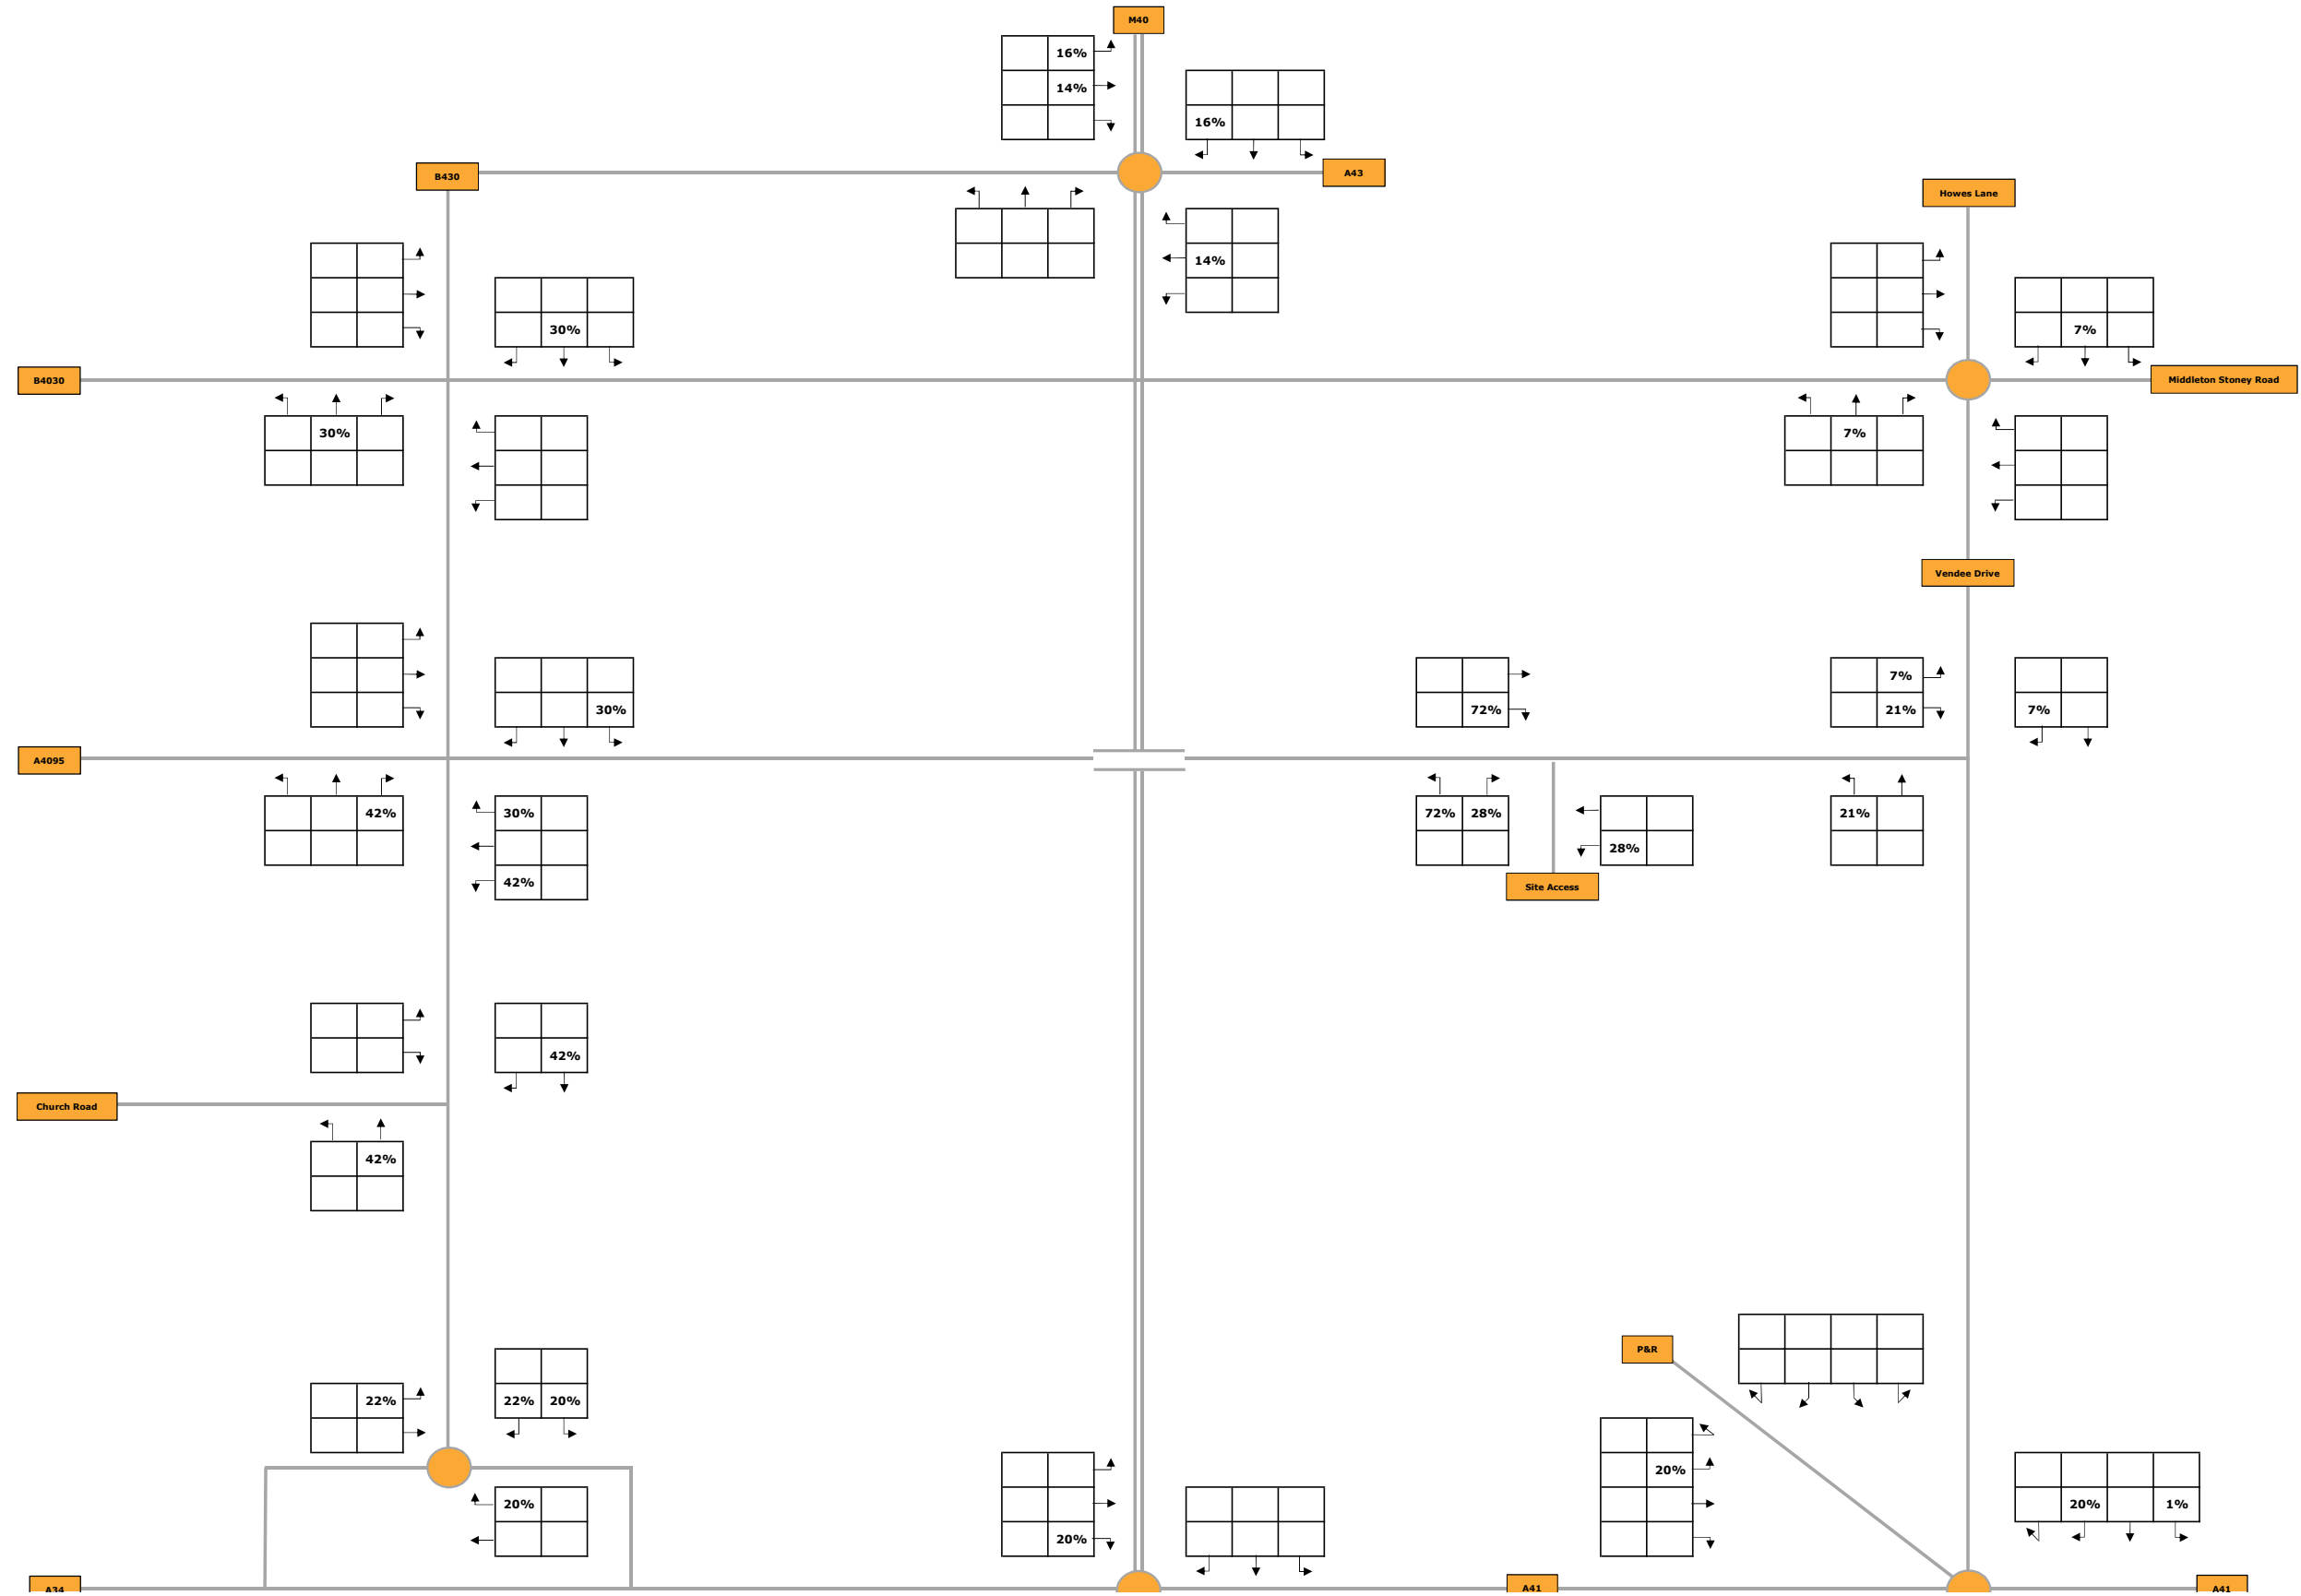 M40
16%
14%
16%
B430
A43
Howes Lane
14%
30%
7%
B4030
Middleton Stoney Road
30%
7%
Vendee Drive
7%
30%
72%
21%
7%
A4095
42%
30%
72%
28%
21%
28%
42%
Site Access
42%
Church Road
42%
P&R
22%
22%
20%
20%
20%
20%
20%
1%
A34
A41
A41